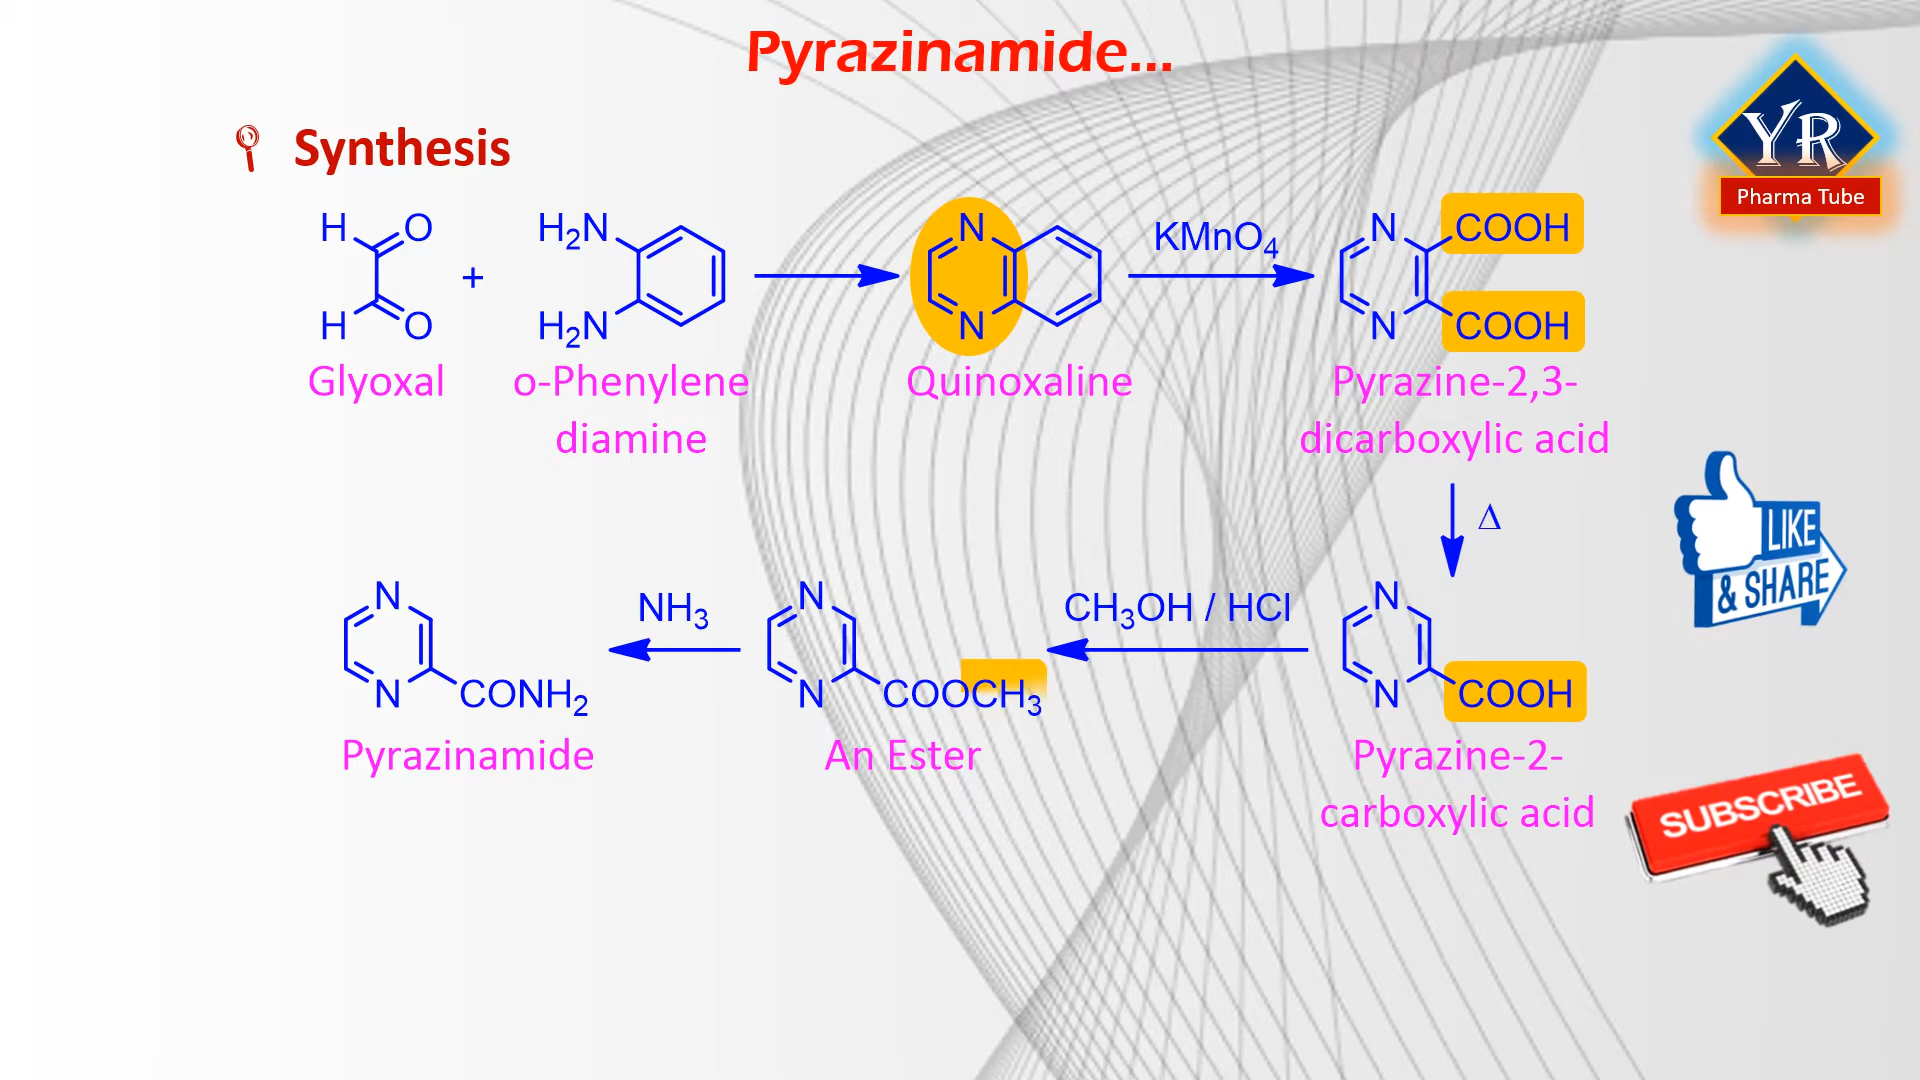 Pyrazinamide...
YR
Pharma Tube
Synthesis
H O H₂N N KMnO₄ N COOH
+
H O H₂N N N COOH
Glyoxal o-Phenylene diamine Quinoxaline Pyrazine-2,3-dicarboxylic acid
Δ
LIKE
& SHARE
N NH₃ N CH₃OH / HCl N
N CONH₂ N COOCH₃ N COOH
Pyrazinamide An Ester Pyrazine-2-carboxylic acid
SUBSCRIBE